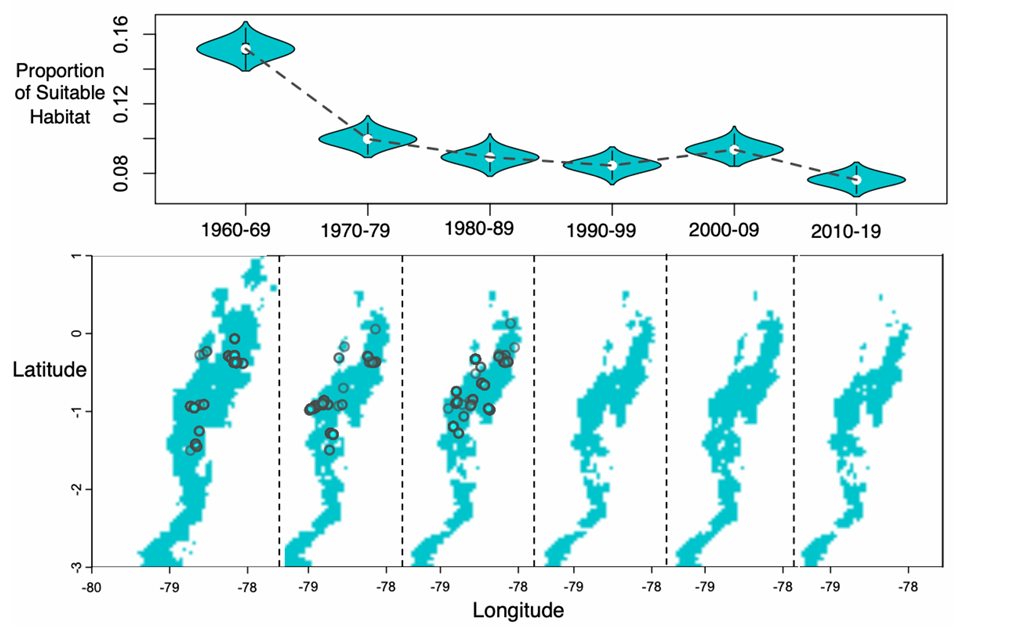 0.16
Proportion
of Suitable
Habitat
0.12
0.08
1960-69 1970-79 1980-89 1990-99 2000-09 2010-19
1
0
Latitude
-1
-2
-3
-80 -79 -78 -79 -78 -79 -78 -79 -78 -79 -78 -79 -78
Longitude